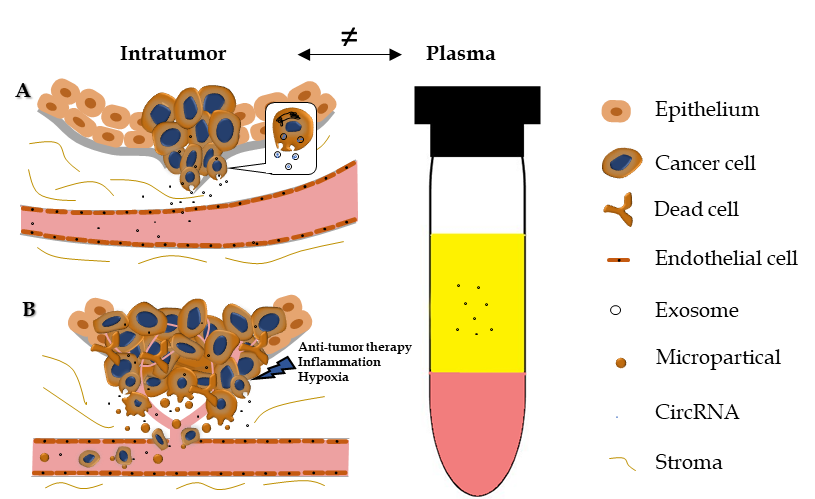 ≠
Intratumor
Plasma
A
Epithelium
Cancer cell
Dead cell
Endothelial cell
Exosome
B
Anti-tumor therapy
Inflammation
Hypoxia
Micropartical
CircRNA
Stroma